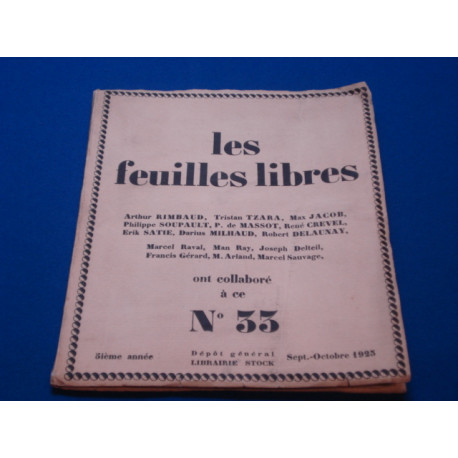 les
feuilles libres
Arthur RIMBAUD, Tristan TZARA, Max JACOB,
Philippe SOUPAULT, P. de MASSOT, René CREVEL,
Erik SATIE, Darius MILHAUD, Robert DELAUNAY,
Marcel Raval, Man Ray, Joseph Delteil,
Francis Gérard, M. Arland, Marcel Sauvage,
ont collaboré
à ce
N° 33
5ième année
Dépôt général
LIBRAIRIE STOCK
Sept.-Octobre 1923